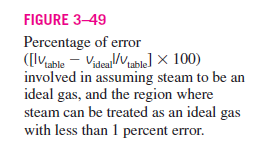 FIGURE 3–49
Percentage of error
([|vtable − videal|/vtable] × 100)
involved in assuming steam to be an
ideal gas, and the region where
steam can be treated as an ideal gas
with less than 1 percent error.